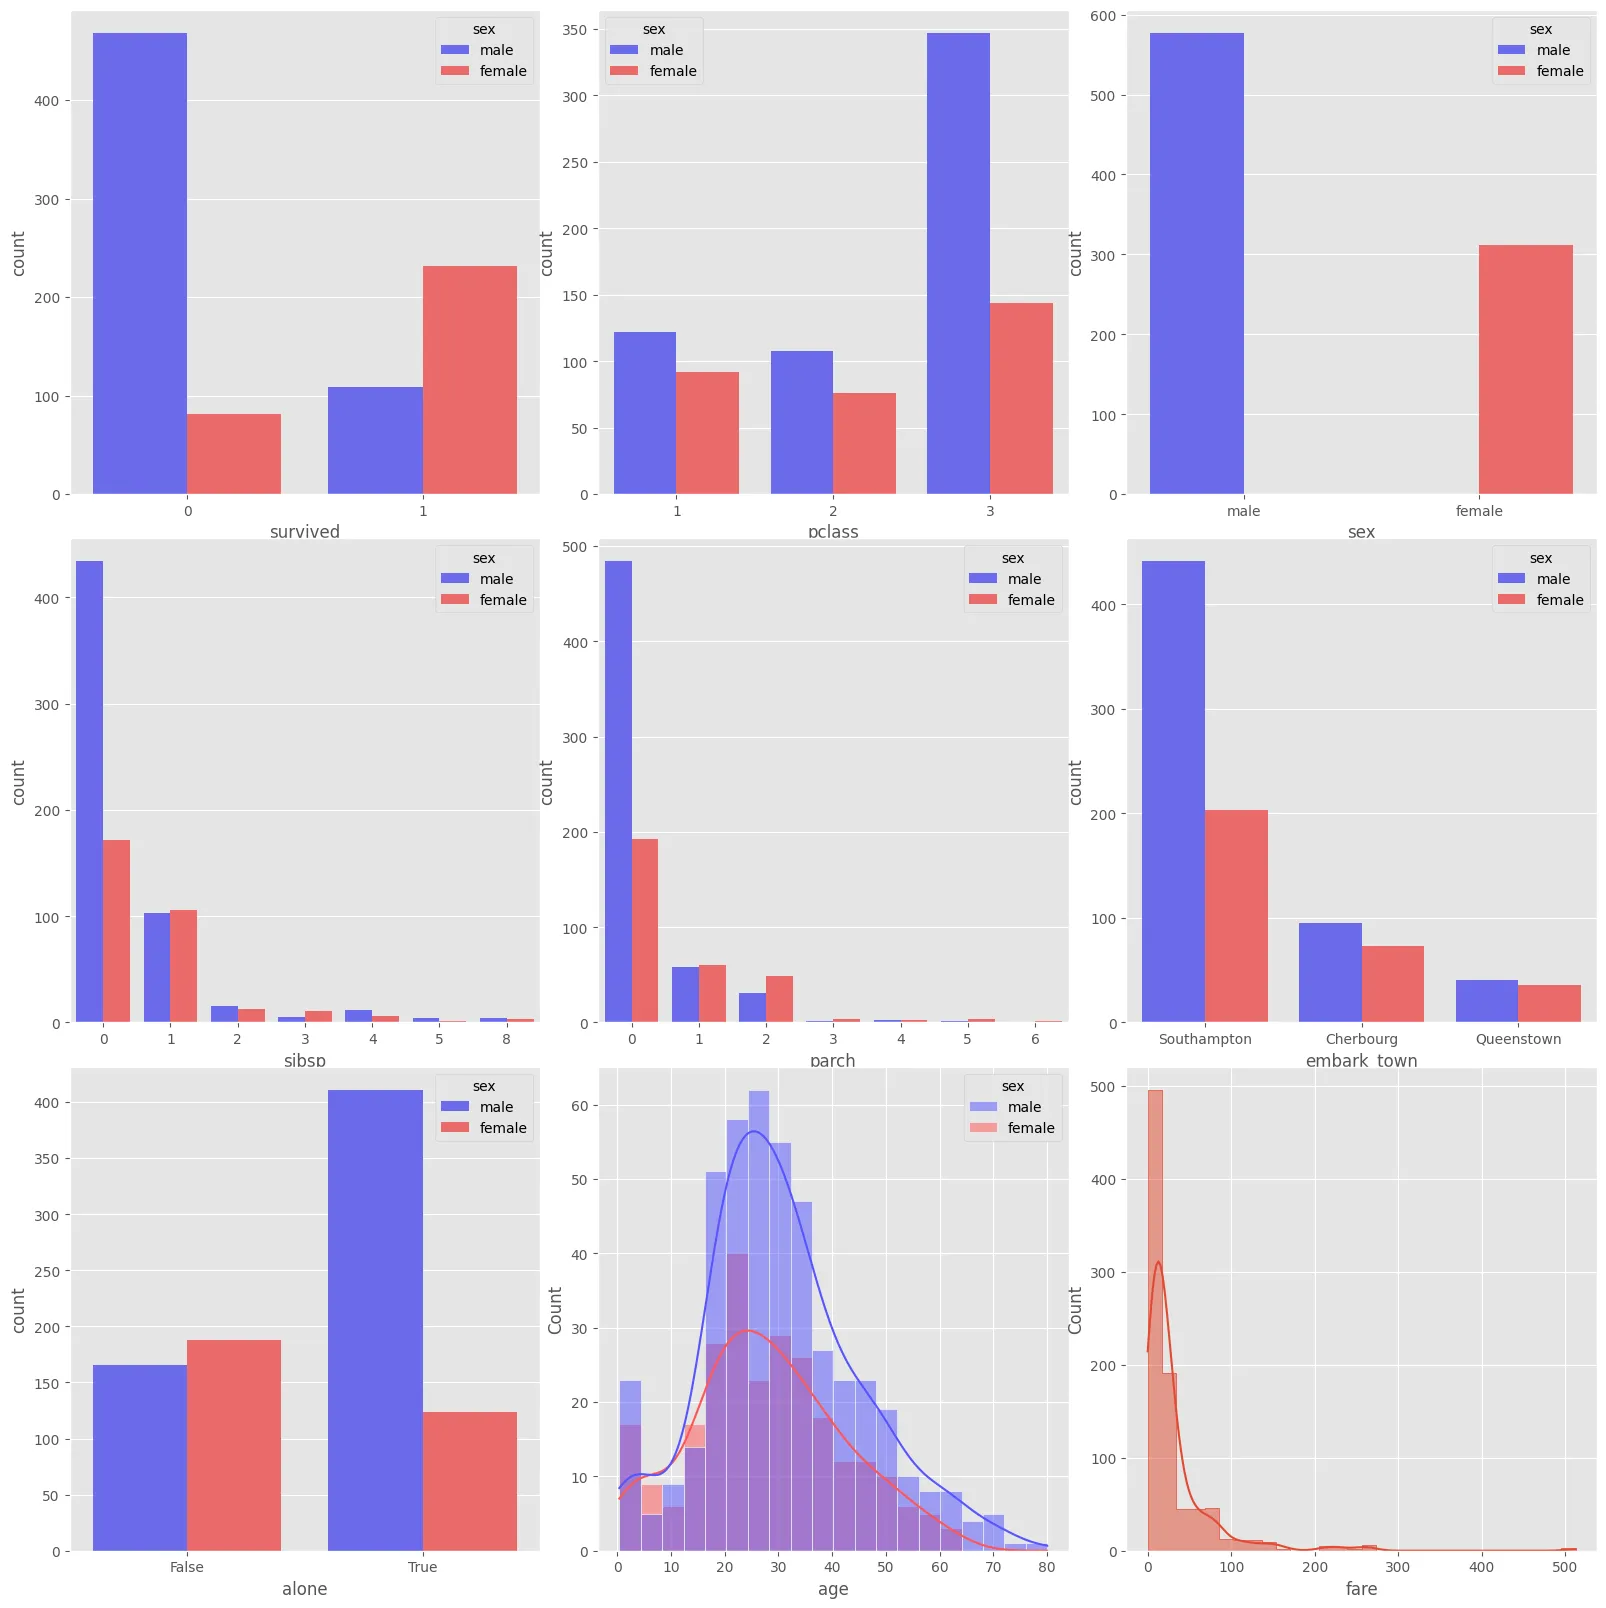 sex
male
female
400
300
200
100
0
count
0 1
survived
sex
male
female
350
300
250
200
150
100
50
0
count
1 2 3
pclass
sex
male
female
600
500
400
300
200
100
0
count
male female
sex
sex
male
female
400
300
200
100
0
count
0 1 2 3 4 5 8
sibsp
sex
male
female
500
400
300
200
100
0
count
0 1 2 3 4 5 6
parch
sex
male
female
400
300
200
100
0
count
Southampton Cherbourg Queenstown
embark_town
sex
male
female
400
350
300
250
200
150
100
50
0
count
False True
alone
sex
male
female
60
50
40
30
20
10
0
Count
0 10 20 30 40 50 60 70 80
age
500
400
300
200
100
0
Count
0 100 200 300 400 500
fare